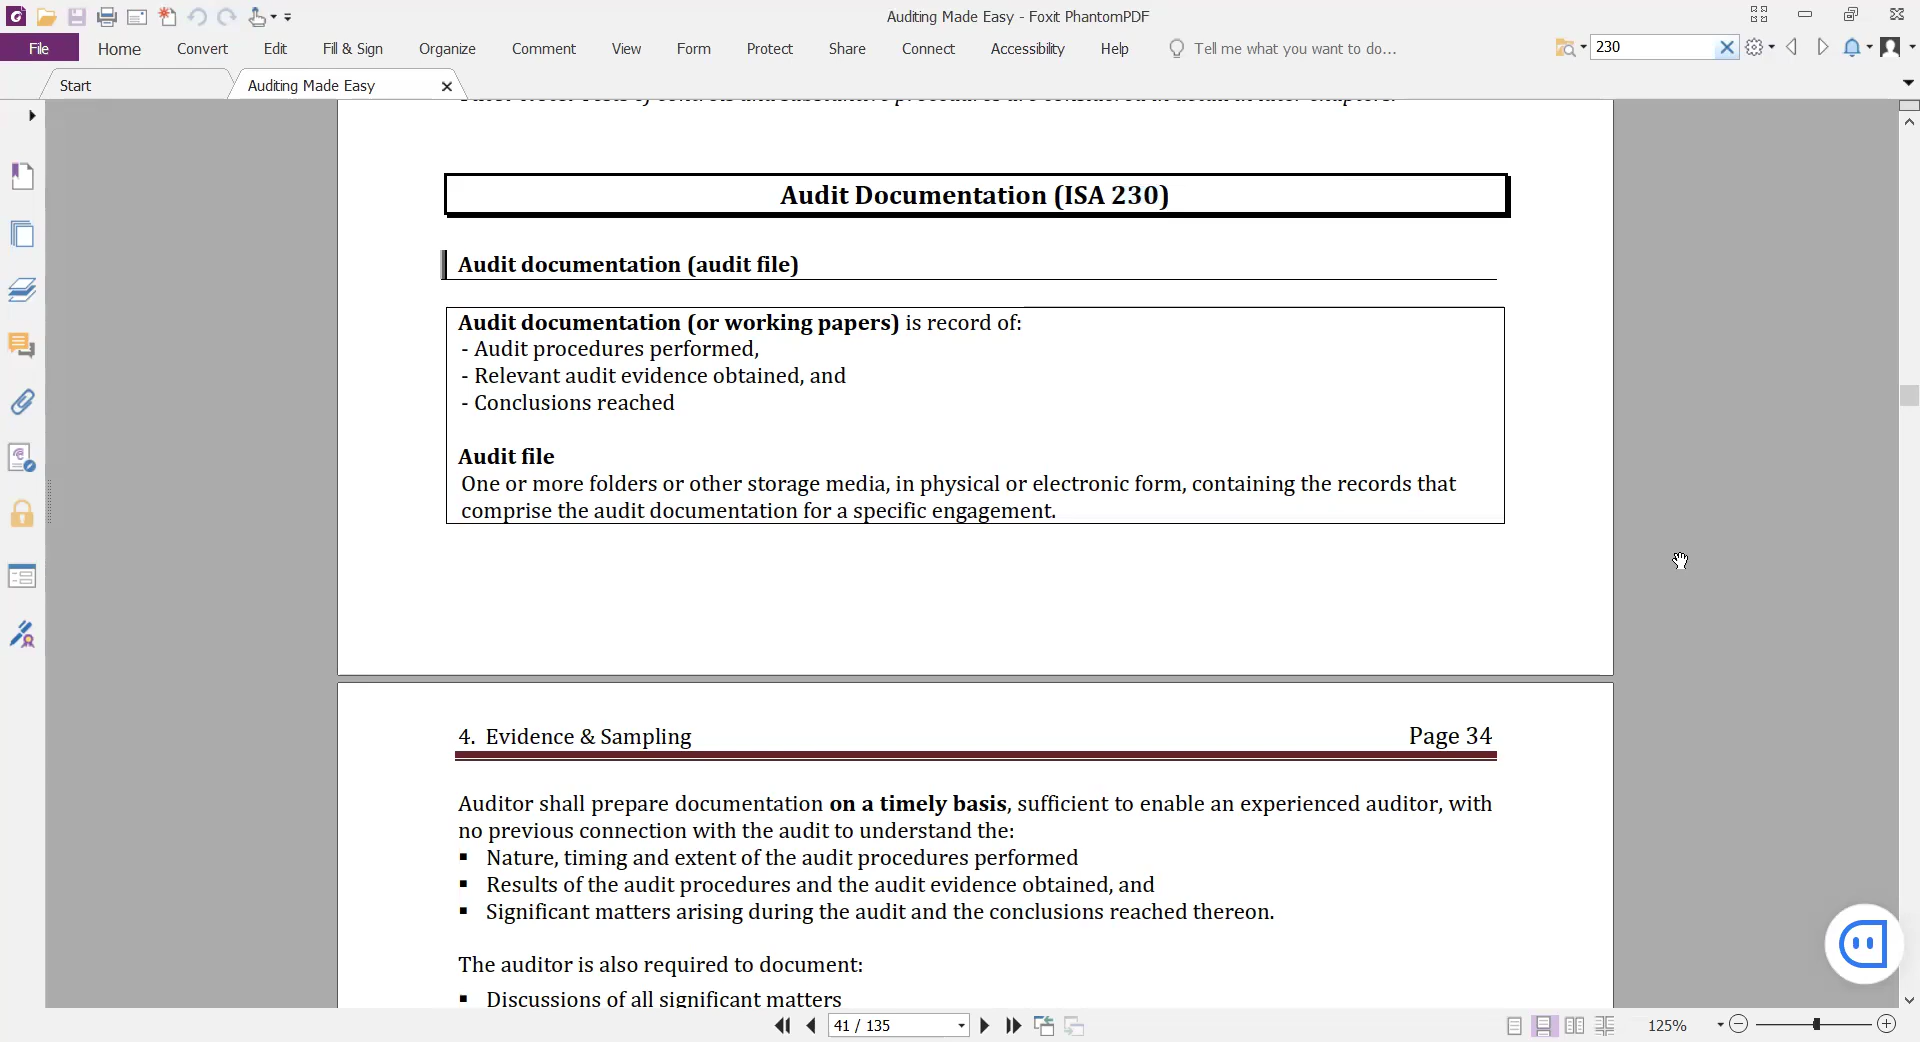 Auditing Made Easy - Foxit PhantomPDF
File Home Convert Edit Fill & Sign Organize Comment View Form Protect Share Connect Accessibility Help Tell me what you want to do... 230
Start Auditing Made Easy
Audit Documentation (ISA 230)
Audit documentation (audit file)
Audit documentation (or working papers) is record of:
- Audit procedures performed,
- Relevant audit evidence obtained, and
- Conclusions reached
Audit file
One or more folders or other storage media, in physical or electronic form, containing the records that
comprise the audit documentation for a specific engagement.
4. Evidence & Sampling Page 34
Auditor shall prepare documentation on a timely basis, sufficient to enable an experienced auditor, with
no previous connection with the audit to understand the:
▪ Nature, timing and extent of the audit procedures performed
▪ Results of the audit procedures and the audit evidence obtained, and
▪ Significant matters arising during the audit and the conclusions reached thereon.
The auditor is also required to document:
▪ Discussions of all significant matters
41 / 135 125%